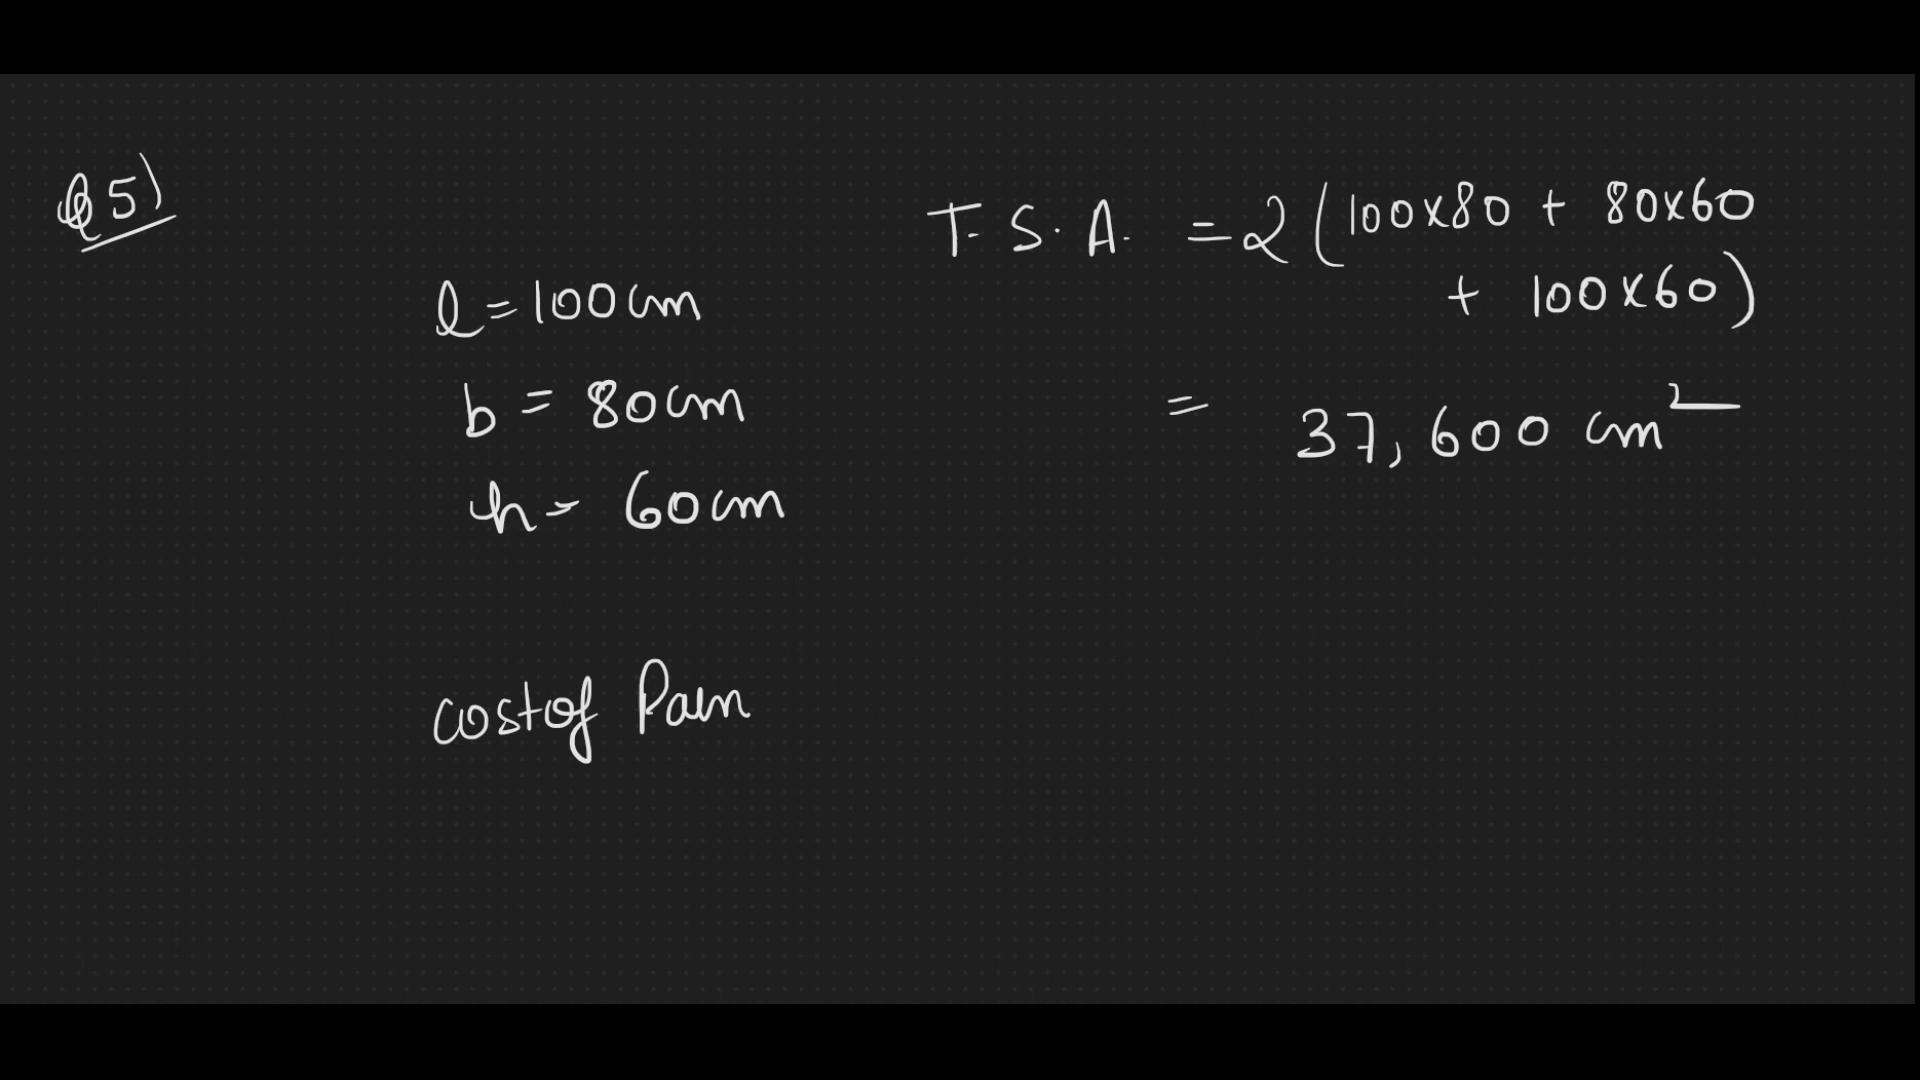 Q5)
l = 100cm
b = 80cm
h = 60cm
cost of Pain
T.S.A. = 2(100x80 + 80x60
+ 100x60)
= 37,600 cm²